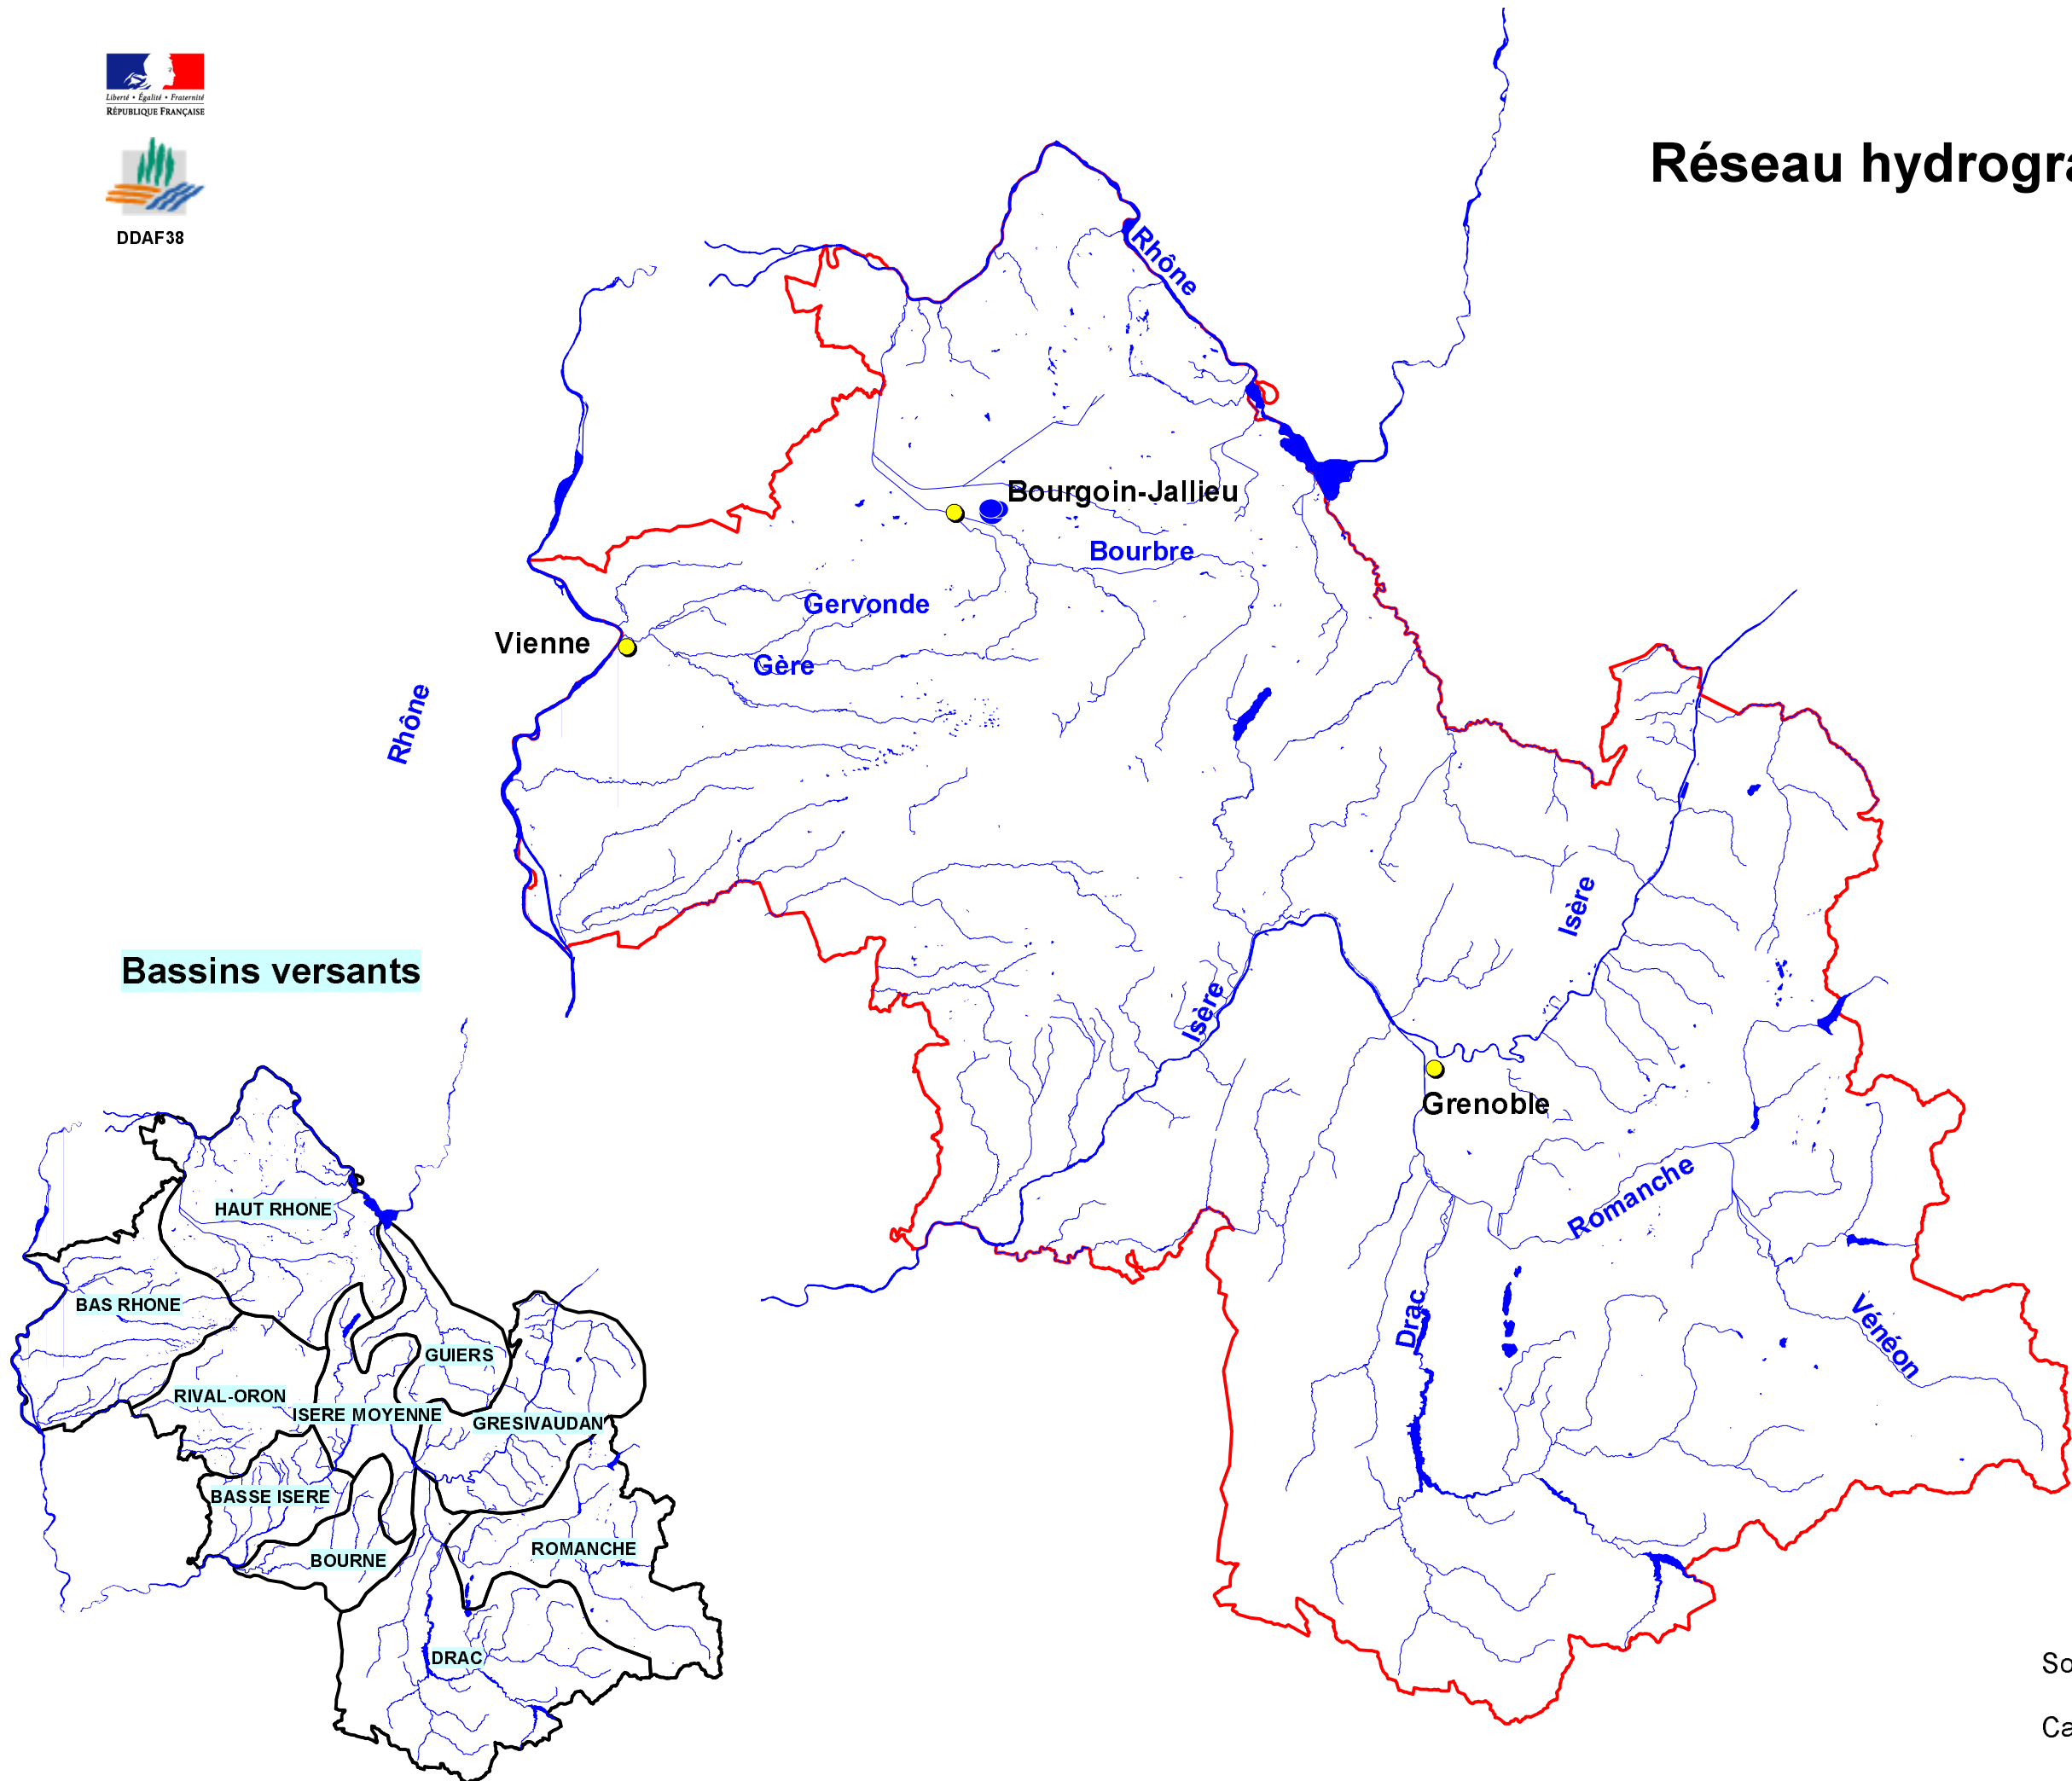 Liberté • Égalité • Fraternité
RÉPUBLIQUE FRANÇAISE
DDAF38
Réseau hydrogra
Rhône
Bourgoin-Jallieu
Bourbre
Gervonde
Vienne
Gère
Rhône
Isère
Isère
Grenoble
Romanche
Drac
Vénéon
Bassins versants
HAUT RHONE
BAS RHONE
GUIERS
RIVAL-ORON
ISERE MOYENNE
GRESIVAUDAN
BASSE ISERE
BOURNE
ROMANCHE
DRAC
So
Ca